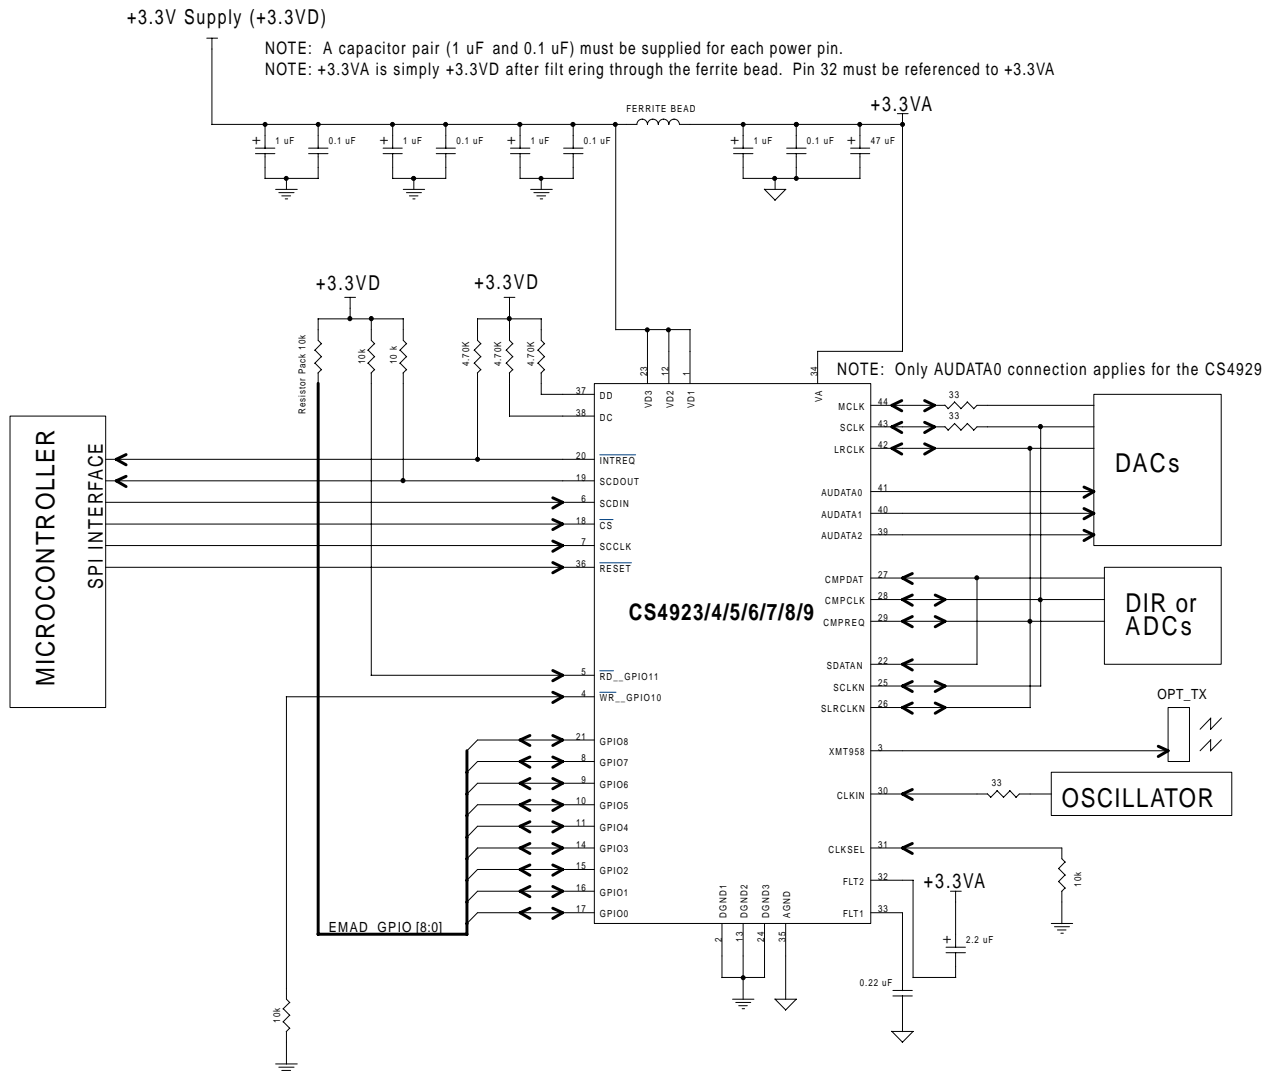 +3.3V Supply (+3.3VD)
NOTE: A capacitor pair (1 uF and 0.1 uF) must be supplied for each power pin.
NOTE: +3.3VA is simply +3.3VD after filt ering through the ferrite bead. Pin 32 must be referenced to +3.3VA
FERRITE BEAD
+3.3VA
+ 1 uF
0.1 uF
+ 1 uF
0.1 uF
+ 1 uF
0.1 uF
+ 1 uF
0.1 uF
+ 47 uF
+3.3VD
+3.3VD
Resistor Pack 10k
10k
10 k
4.70K
4.70K
4.70K
23
12
1
34
VD3
VD2
VD1
VA
NOTE: Only AUDATA0 connection applies for the CS4929
MICROCONTROLLER
SPI INTERFACE
37 DD
38 DC
20 INTREQ
19 SCDOUT
6 SCDIN
18 CS
7 SCCLK
36 RESET
5 RD__GPIO11
4 WR__GPIO10
21 GPIO8
8 GPIO7
9 GPIO6
10 GPIO5
11 GPIO4
14 GPIO3
15 GPIO2
16 GPIO1
17 GPIO0
EMAD_GPIO[8:0]
10k
CS4923/4/5/6/7/8/9
MCLK 44 33
SCLK 43 33
LRCLK 42
AUDATA0 41
AUDATA1 40
AUDATA2 39
DACs
CMPDAT 27
CMPCLK 28
CMPREQ 29
DIR or
ADCs
SDATAN 22
SCLKN 25
SLRCLKN 26
OPT_TX
XMT958 3
CLKIN 30 33
OSCILLATOR
CLKSEL 31
10k
FLT2 32
+3.3VA
FLT1 33
+ 2.2 uF
0.22 uF
DGND1
DGND2
DGND3
AGND
2
13
24
35